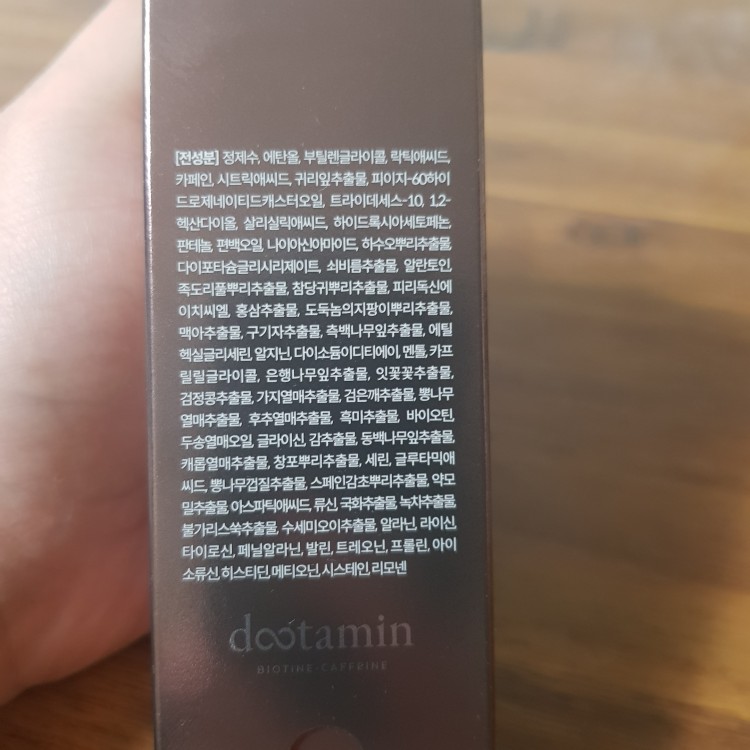 [전성분] 정제수, 에탄올, 부틸렌글라이콜, 락틱애씨드,
카페인, 시트릭애씨드, 귀리잎추출물, 피이지-60하이
드로제네이티드캐스터오일, 트라이데세스-10, 1,2-
헥산다이올, 살리실릭애씨드, 하이드록시아세토페논,
판테놀, 편백오일, 나이아신아마이드, 하수오뿌리추출물,
다이포타슘글리시리제이트, 쇠비름추출물, 알란토인,
족도리풀뿌리추출물, 참당귀뿌리추출물, 피리독신에
이치씨엘, 홍삼추출물, 도둑놈의지팡이뿌리추출물,
맥아추출물, 구기자추출물, 측백나무잎추출물, 에틸
헥실글리세린, 알지닌, 다이소듐이디티에이, 멘톨, 카프
릴릴글라이콜, 은행나무잎추출물, 잇꽃꽃추출물,
검정콩추출물, 가지열매추출물, 검은깨추출물, 뽕나무
열매추출물, 후추열매추출물, 흑미추출물, 바이오틴,
두송열매오일, 글라이신, 감추출물, 동백나무잎추출물,
캐롭열매추출물, 창포뿌리추출물, 세린, 글루타믹애
씨드, 뽕나무껍질추출물, 스페인감초뿌리추출물, 약모
밀추출물, 아스파틱애씨드, 류신, 국화추출물, 녹차추출물
불가리스쑥추출물, 수세미오이추출물, 알라닌, 라이신,
타이로신, 페닐알라닌, 발린, 트레오닌, 프롤린, 아이
소류신, 히스티딘, 메티오닌, 시스테인, 리모넨
dootamin
BIOTINE·CAFFEINE